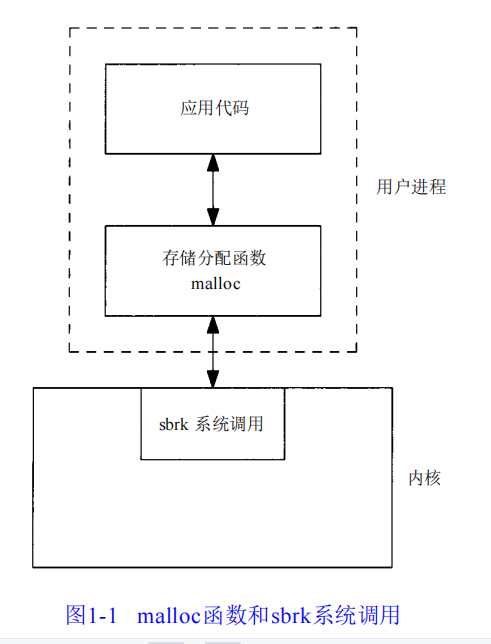 应用代码
用户进程
存储分配函数
malloc
sbrk 系统调用
内核
图1-1 malloc函数和sbrk系统调用